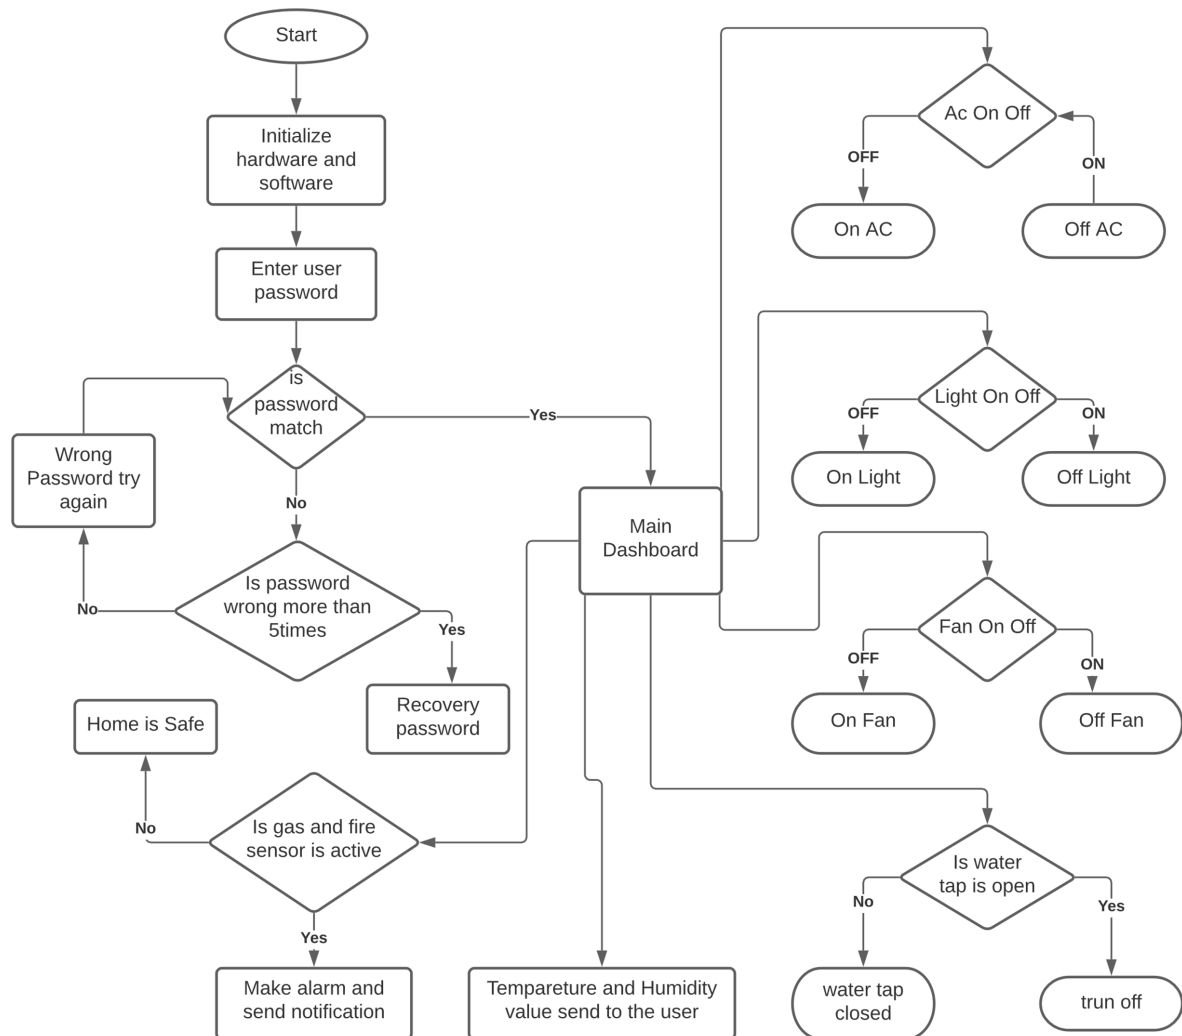 Start
Initialize
hardware and
software
Enter user
password
is
password
match
Yes
No
Wrong
Password try
again
Is password
wrong more than
5times
No
Yes
Recovery
password
Main
Dashboard
Home is Safe
Is gas and fire
sensor is active
No
Yes
Make alarm and
send notification
Tempareture and Humidity
value send to the user
Ac On Off
OFF
ON
On AC
Off AC
Light On Off
OFF
ON
On Light
Off Light
Fan On Off
OFF
ON
On Fan
Off Fan
Is water
tap is open
No
Yes
water tap
closed
trun off